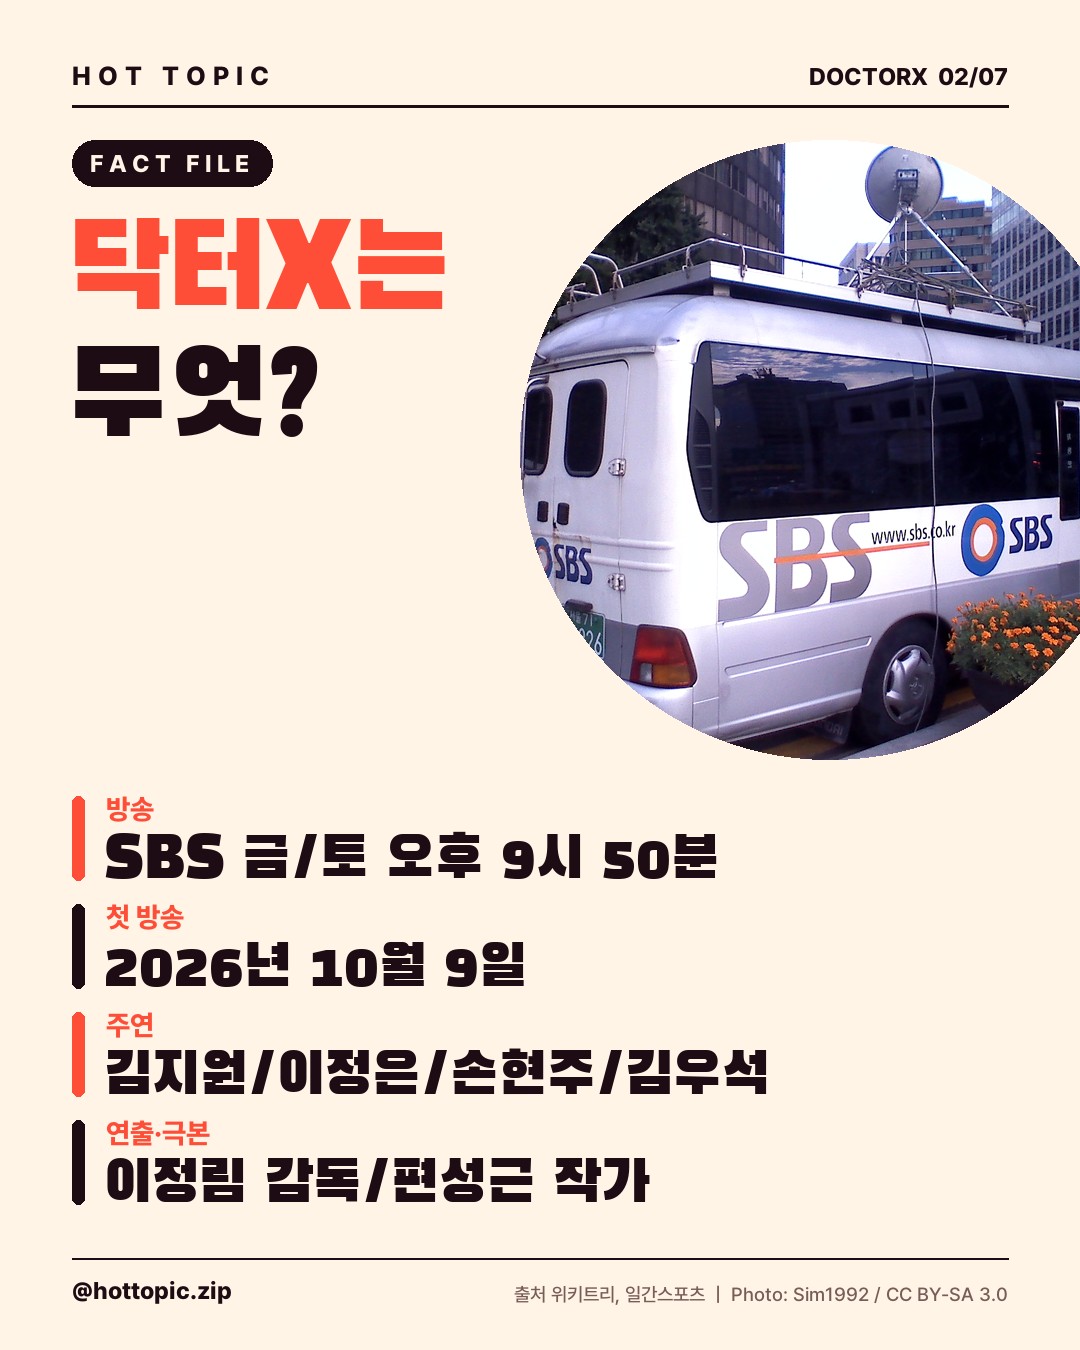 HOT TOPIC
DOCTORX 02/07
FACT FILE
닥터X는
무엇?
SBS
www.sbs.co.kr
SBS
SBS
방송
SBS 금/토 오후 9시 50분
첫 방송
2026년 10월 9일
주연
김지원/이정은/손현주/김우석
연출·극본
이정림 감독/편성근 작가
@hottopic.zip
출처 위키트리, 일간스포츠 | Photo: Sim1992 / CC BY-SA 3.0